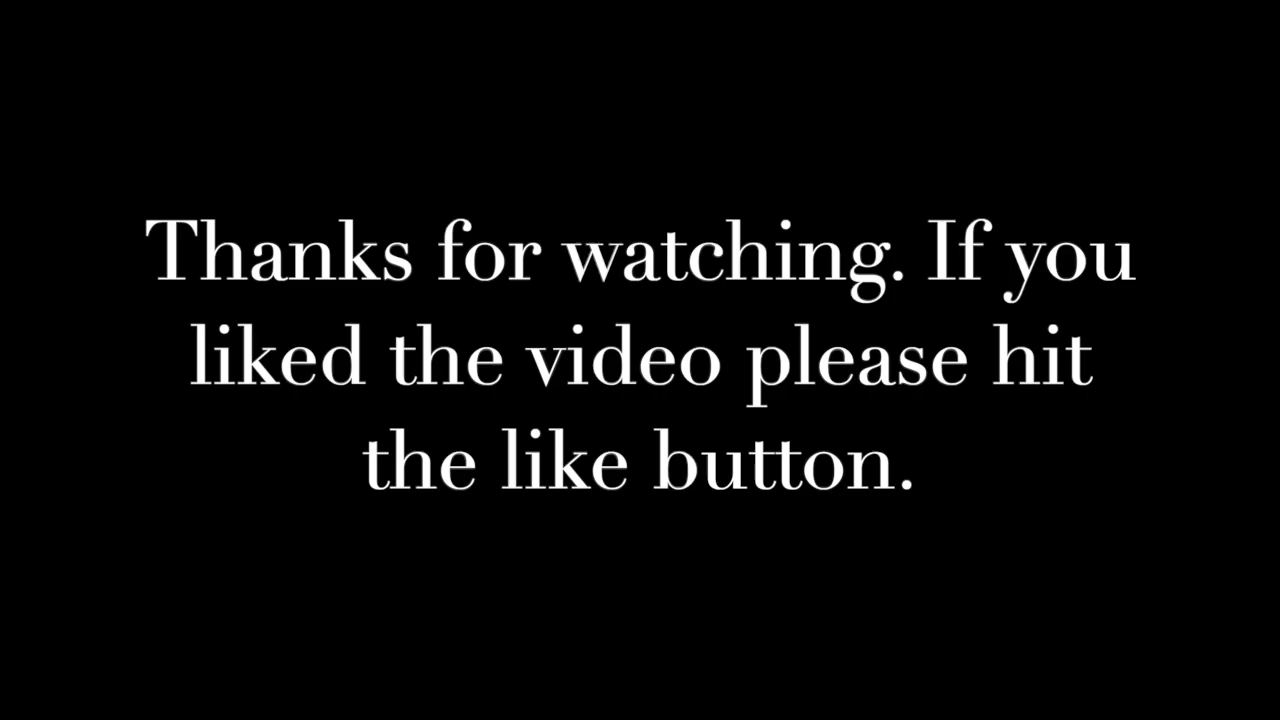 Thanks for watching. If you
liked the video please hit
the like button.